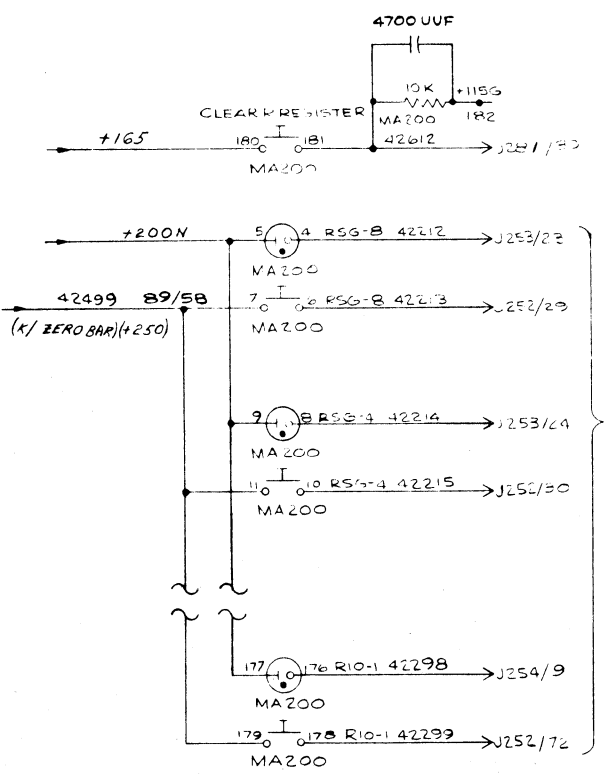 4700 UUF
10K +115G
CLEAR R REGISTER MA200 182
+165 180 181 42612
MA200
+200N 5 4 RSG-8 42212 J253/23
MA200
42499 89/58 7 6 RSG-8 42213 J252/29
(K/ZERO BAR)(+250) MA200
9 8 RSG-4 42214 J253/24
MA200
11 10 RSG-4 42215 J252/30
MA200
177 176 R10-1 42298 J254/9
MA200
179 178 R10-1 42299 J252/72
MA200